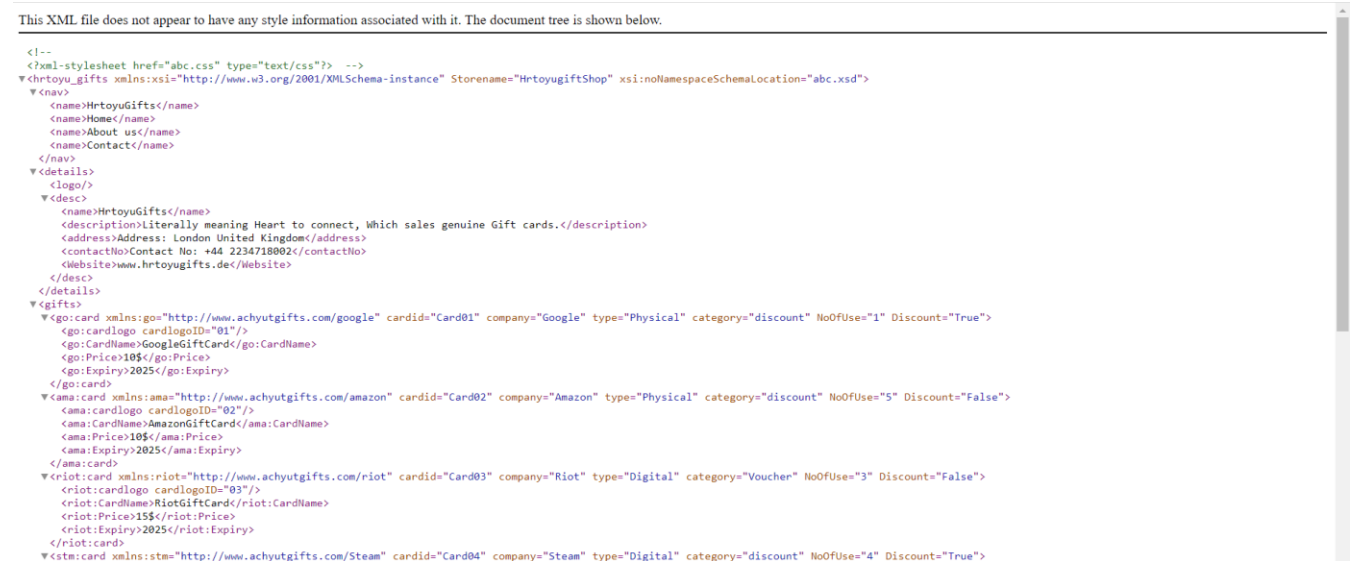 This XML file does not appear to have any style information associated with it. The document tree is shown below.
<!--
<?xml-stylesheet href="abc.css" type="text/css"?> -->
▼<hrtoyu_gifts xmlns:xsi="http://www.w3.org/2001/XMLSchema-instance" Storename="HrtoyugiftShop" xsi:noNamespaceSchemaLocation="abc.xsd">
▼<nav>
<name>HrtoyuGifts</name>
<name>Home</name>
<name>About us</name>
<name>Contact</name>
</nav>
▼<details>
<logo/>
▼<desc>
<name>HrtoyuGifts</name>
<description>Literally meaning Heart to connect, Which sales genuine Gift cards.</description>
<address>Address: London United Kingdom</address>
<contactNo>Contact No: +44 2234718002</contactNo>
<Website>www.hrtoyugifts.de</Website>
</desc>
</details>
▼<gifts>
▼<go:card xmlns:go="http://www.achyutgifts.com/google" cardid="Card01" company="Google" type="Physical" category="discount" NoOfUse="1" Discount="True">
<go:cardlogo cardlogoID="01"/>
<go:CardName>GoogleGiftCard</go:CardName>
<go:Price>10$</go:Price>
<go:Expiry>2025</go:Expiry>
</go:card>
▼<ama:card xmlns:ama="http://www.achyutgifts.com/amazon" cardid="Card02" company="Amazon" type="Physical" category="discount" NoOfUse="5" Discount="False">
<ama:cardlogo cardlogoID="02"/>
<ama:CardName>AmazonGiftCard</ama:CardName>
<ama:Price>10$</ama:Price>
<ama:Expiry>2025</ama:Expiry>
</ama:card>
▼<riot:card xmlns:riot="http://www.achyutgifts.com/riot" cardid="Card03" company="Riot" type="Digital" category="Voucher" NoOfUse="3" Discount="False">
<riot:cardlogo cardlogoID="03"/>
<riot:CardName>RiotGiftCard</riot:CardName>
<riot:Price>15$</riot:Price>
<riot:Expiry>2025</riot:Expiry>
</riot:card>
▼<stm:card xmlns:stm="http://www.achyutgifts.com/Steam" cardid="Card04" company="Steam" type="Digital" category="discount" NoOfUse="4" Discount="True">